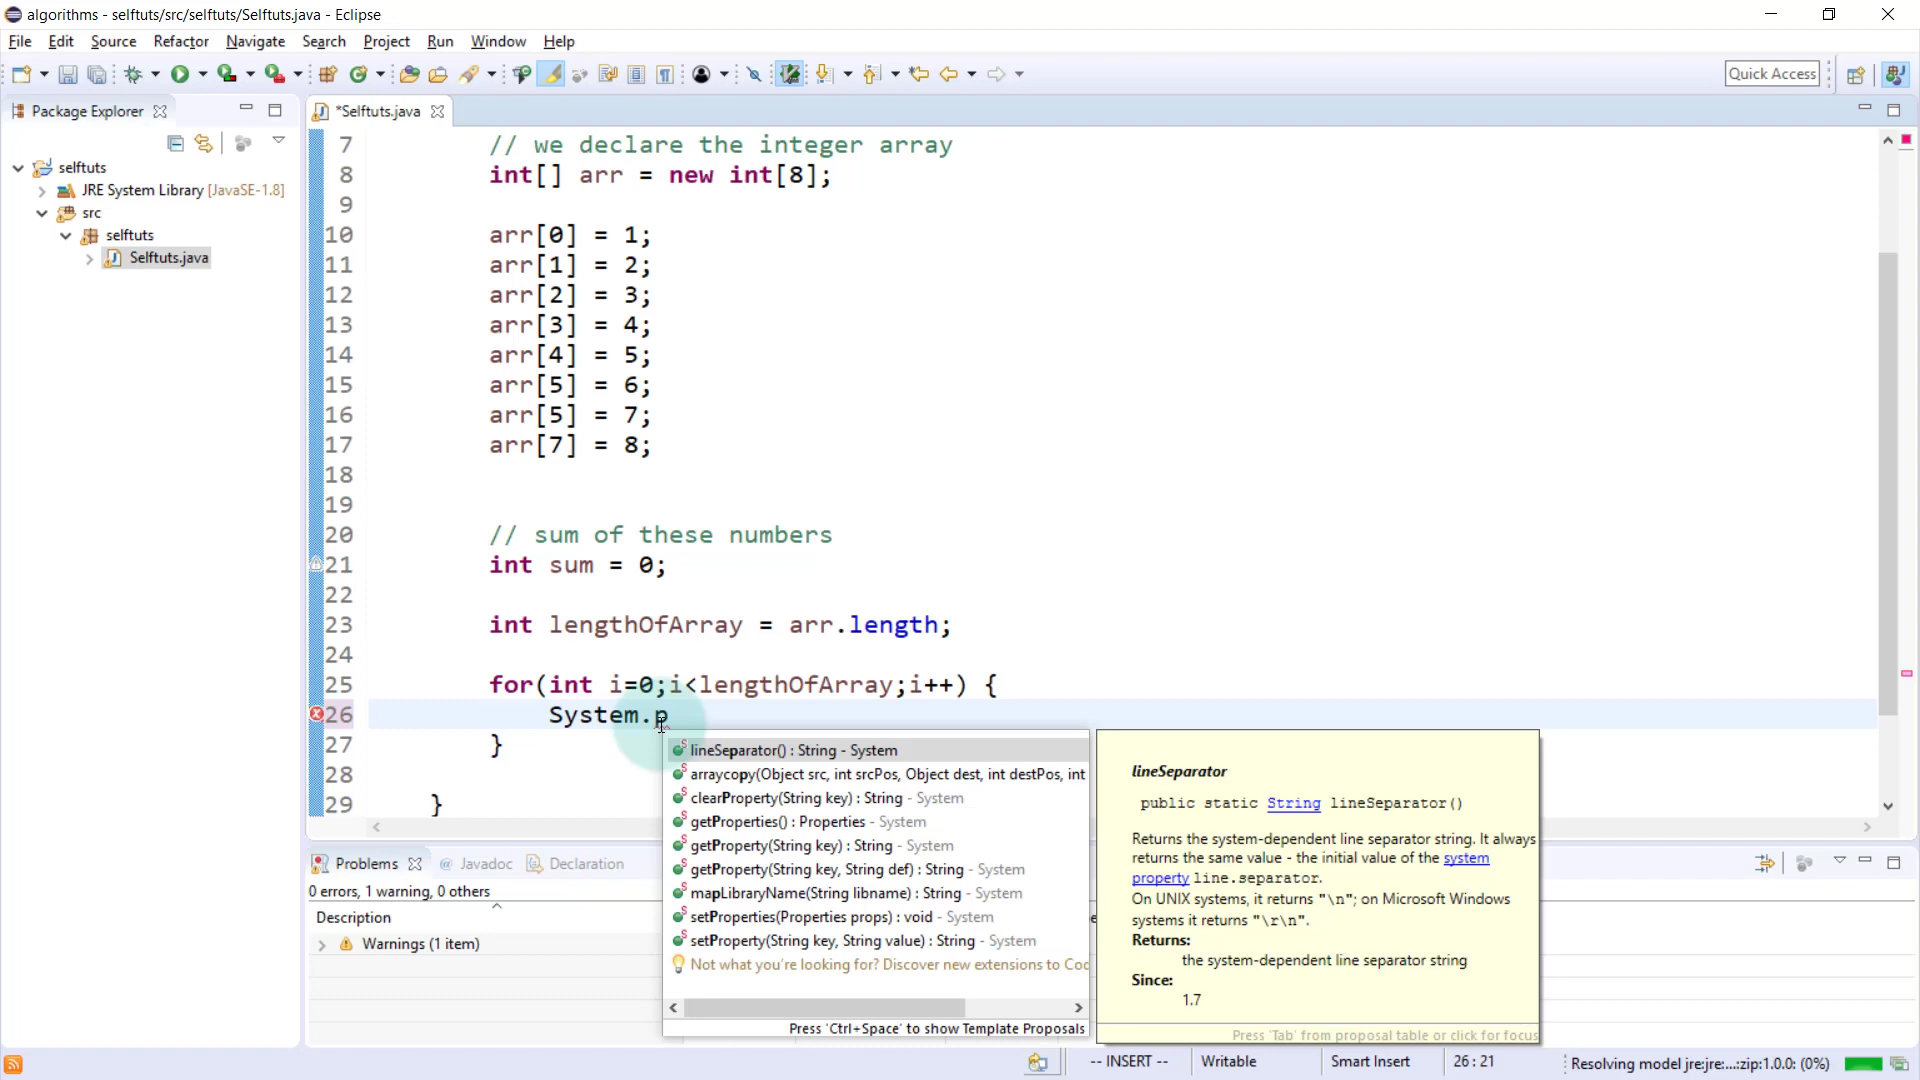 algorithms - selftuts/src/selftuts/Selftuts.java - Eclipse
File Edit Source Refactor Navigate Search Project Run Window Help
Quick Access
Package Explorer
*Selftuts.java
selftuts
JRE System Library [JavaSE-1.8]
src
selftuts
Selftuts.java
7 // we declare the integer array
8 int[] arr = new int[8];
9
10 arr[0] = 1;
11 arr[1] = 2;
12 arr[2] = 3;
13 arr[3] = 4;
14 arr[4] = 5;
15 arr[5] = 6;
16 arr[5] = 7;
17 arr[7] = 8;
18
19
20 // sum of these numbers
21 int sum = 0;
22
23 int lengthOfArray = arr.length;
24
25 for(int i=0;i<lengthOfArray;i++) {
26 System.p
27 }
28
29 }
lineSeparator() : String - System
arraycopy(Object src, int srcPos, Object dest, int destPos, int
clearProperty(String key) : String - System
getProperties() : Properties - System
getProperty(String key) : String - System
getProperty(String key, String def) : String - System
mapLibraryName(String libname) : String - System
setProperties(Properties props) : void - System
setProperty(String key, String value) : String - System
Not what you're looking for? Discover new extensions to Coc
Press 'Ctrl+Space' to show Template Proposals
lineSeparator
public static String lineSeparator()
Returns the system-dependent line separator string. It always
returns the same value - the initial value of the system
property line.separator.
On UNIX systems, it returns "\n"; on Microsoft Windows
systems it returns "\r\n".
Returns:
the system-dependent line separator string
Since:
1.7
Press 'Tab' from proposal table or click for focus
Problems @ Javadoc Declaration
0 errors, 1 warning, 0 others
Description
Warnings (1 item)
-- INSERT -- Writable Smart Insert 26 : 21 Resolving model jre:jre:...:zip:1.0.0: (0%)